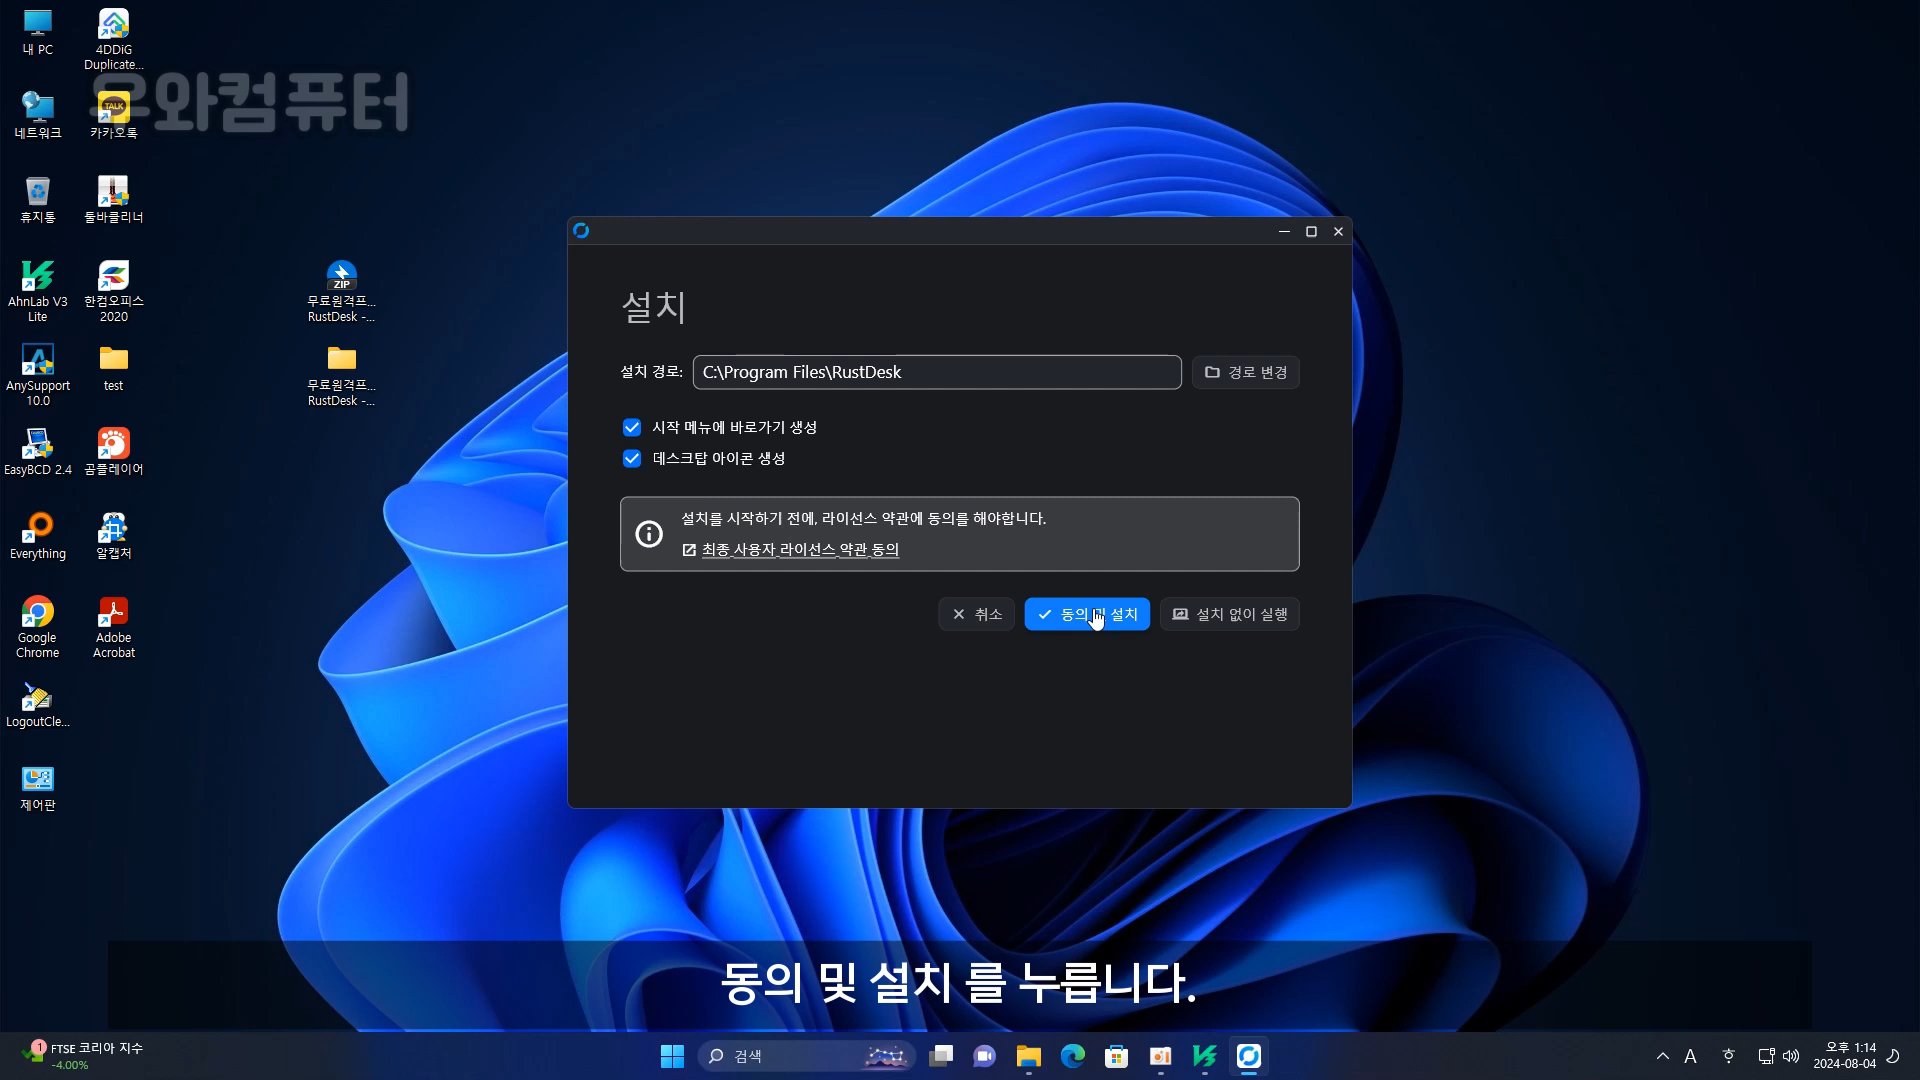 내 PC
4DDiG
Duplicate...
우와컴퓨터
네트워크
TALK
카카오톡
휴지통
툴바클리너
AhnLab V3
Lite
한컴오피스
2020
ZIP
무료원격프...
RustDesk -...
AnySupport
10.0
test
무료원격프...
RustDesk -...
EasyBCD 2.4
곰플레이어
Everything
알캡처
Google
Chrome
Adobe
Acrobat
LogoutCle...
제어판
설치
설치 경로:
C:\Program Files\RustDesk
경로 변경
시작 메뉴에 바로가기 생성
데스크탑 아이콘 생성
설치를 시작하기 전에, 라이선스 약관에 동의를 해야합니다.
최종 사용자 라이선스 약관 동의
취소
동의 및 설치
설치 없이 실행
동의 및 설치 를 누릅니다.
1
FTSE 코리아 지수
-4.00%
검색
A
오후 1:14
2024-08-04